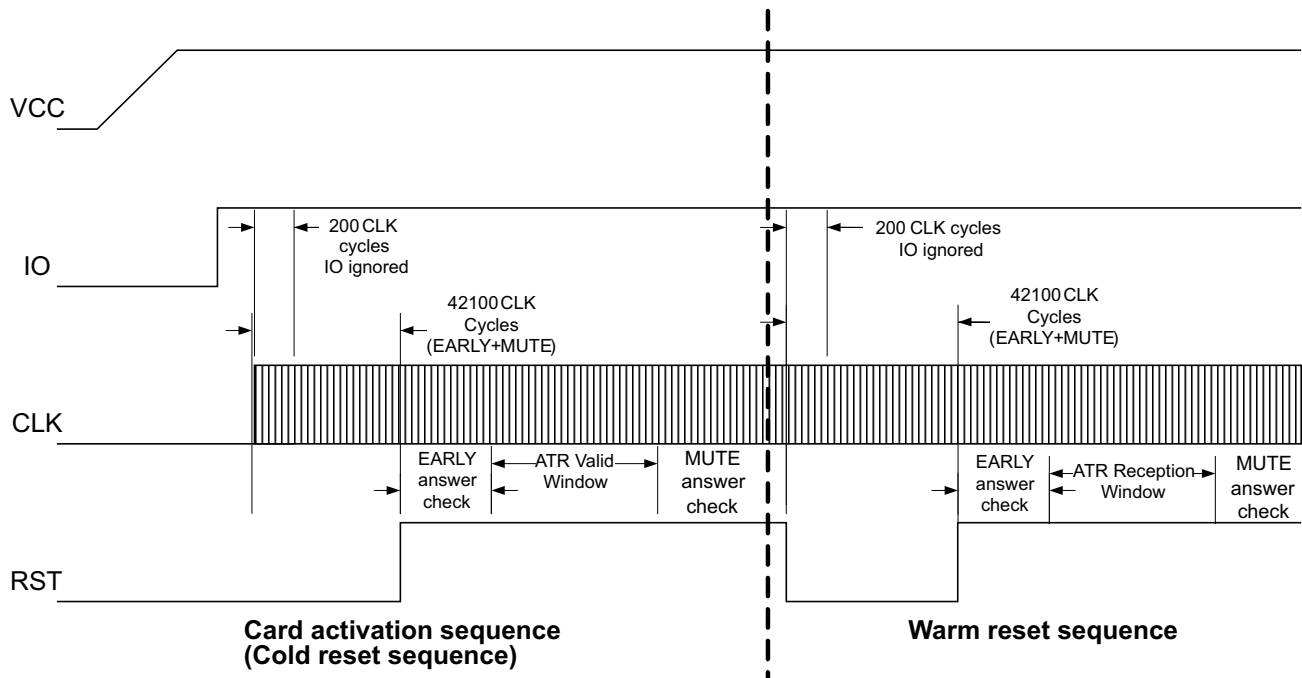 VCC
IO
200 CLK
cycles
IO ignored
200 CLK cycles
IO ignored
42100 CLK
Cycles
(EARLY+MUTE)
42100 CLK
Cycles
(EARLY+MUTE)
CLK
EARLY
answer
check
ATR Valid
Window
MUTE
answer
check
EARLY
answer
check
ATR Reception
Window
MUTE
answer
check
RST
Card activation sequence
(Cold reset sequence)
Warm reset sequence